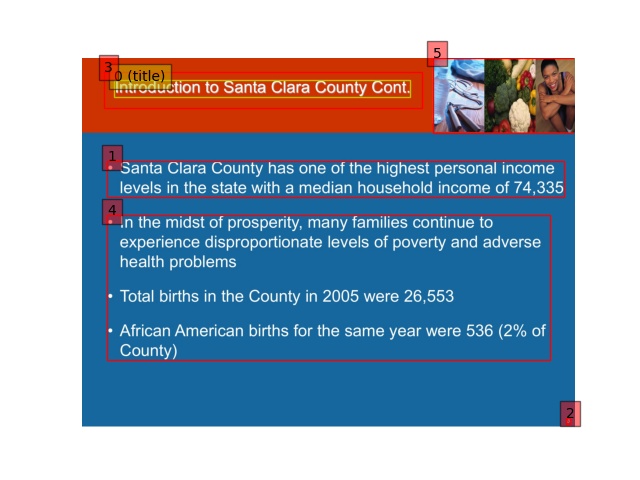 5
3
0 (title)
Introduction to Santa Clara County Cont.
1
• Santa Clara County has one of the highest personal income
levels in the state with a median household income of 74,335
4
• In the midst of prosperity, many families continue to
experience disproportionate levels of poverty and adverse
health problems
• Total births in the County in 2005 were 26,553
• African American births for the same year were 536 (2% of
County)
2